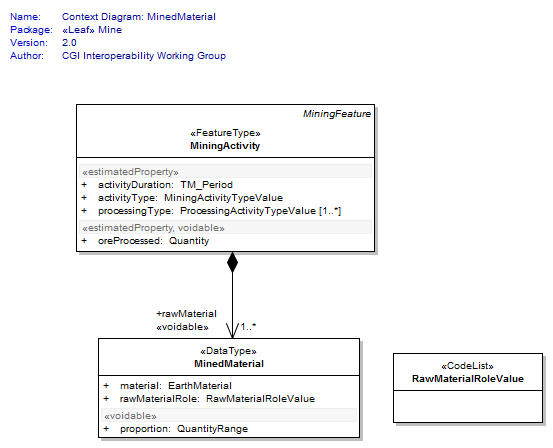 Name: Context Diagram: MinedMaterial
Package: «Leaf» Mine
Version: 2.0
Author: CGI Interoperability Working Group
MiningFeature
«FeatureType»
MiningActivity
«estimatedProperty»
+ activityDuration: TM_Period
+ activityType: MiningActivityTypeValue
+ processingType: ProcessingActivityTypeValue [1..*]
«estimatedProperty, voidable»
+ oreProcessed: Quantity
+rawMaterial
«voidable» 1..*
«DataType»
MinedMaterial
+ material: EarthMaterial
+ rawMaterialRole: RawMaterialRoleValue
«voidable»
+ proportion: QuantityRange
«CodeList»
RawMaterialRoleValue